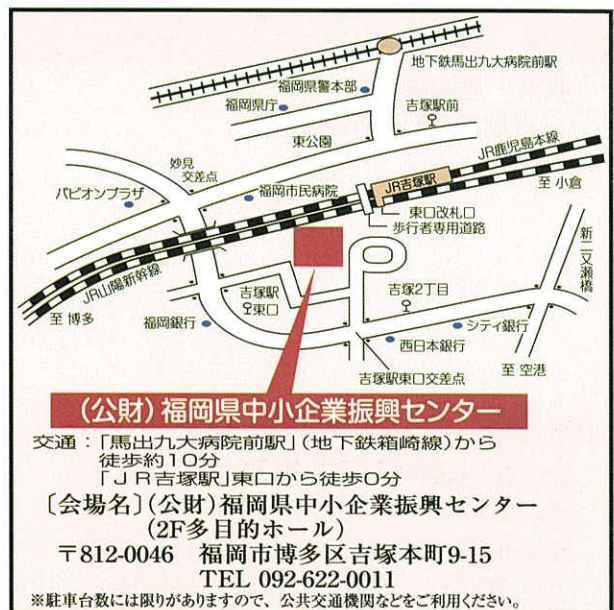 地下鉄馬出九大病院前駅
福岡県警本部
福岡県庁
吉塚駅前
東公園
JR鹿児島本線
妙見
交差点
JR吉塚駅
パピオンプラザ
福岡市民病院
至 小倉
東口改札口
歩行者専用道路
新二又瀬橋
JR山陽新幹線
吉塚駅
東口
吉塚2丁目
至 博多
福岡銀行
シティ銀行
西日本銀行
至 空港
吉塚駅東口交差点
(公財)福岡県中小企業振興センター
交通：「馬出九大病院前駅」(地下鉄箱崎線)から
徒歩約10分
「JR吉塚駅」東口から徒歩0分
〔会場名〕(公財)福岡県中小企業振興センター
(2F多目的ホール)
〒812-0046 福岡市博多区吉塚本町9-15
TEL 092-622-0011
※駐車台数には限りがありますので、公共交通機関などをご利用ください。